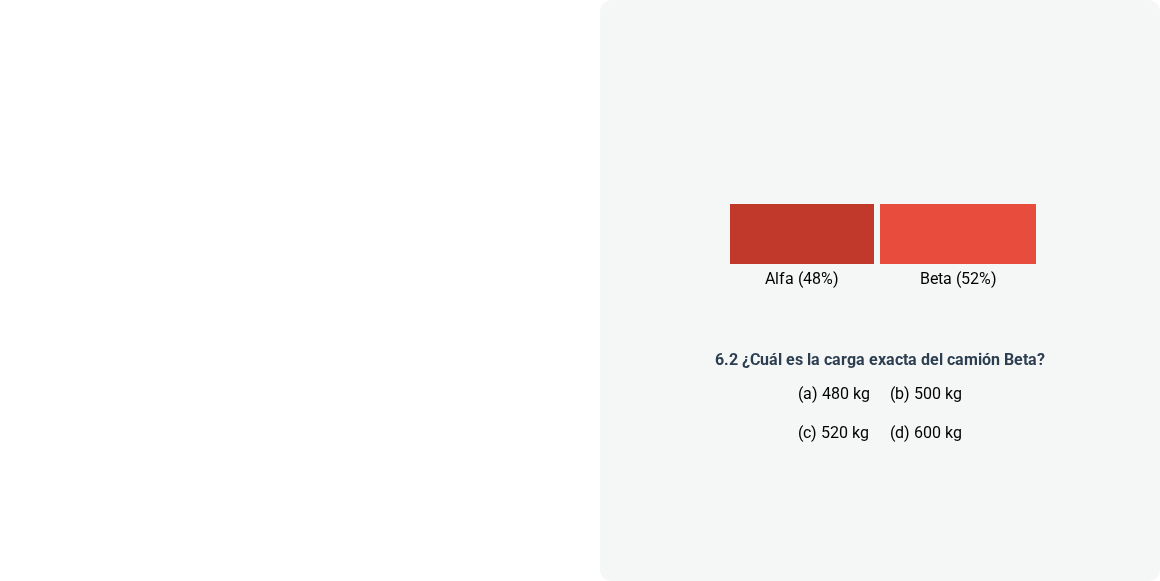 Alfa (48%) Beta (52%)
6.2 ¿Cuál es la carga exacta del camión Beta?
(a) 480 kg (b) 500 kg
(c) 520 kg (d) 600 kg